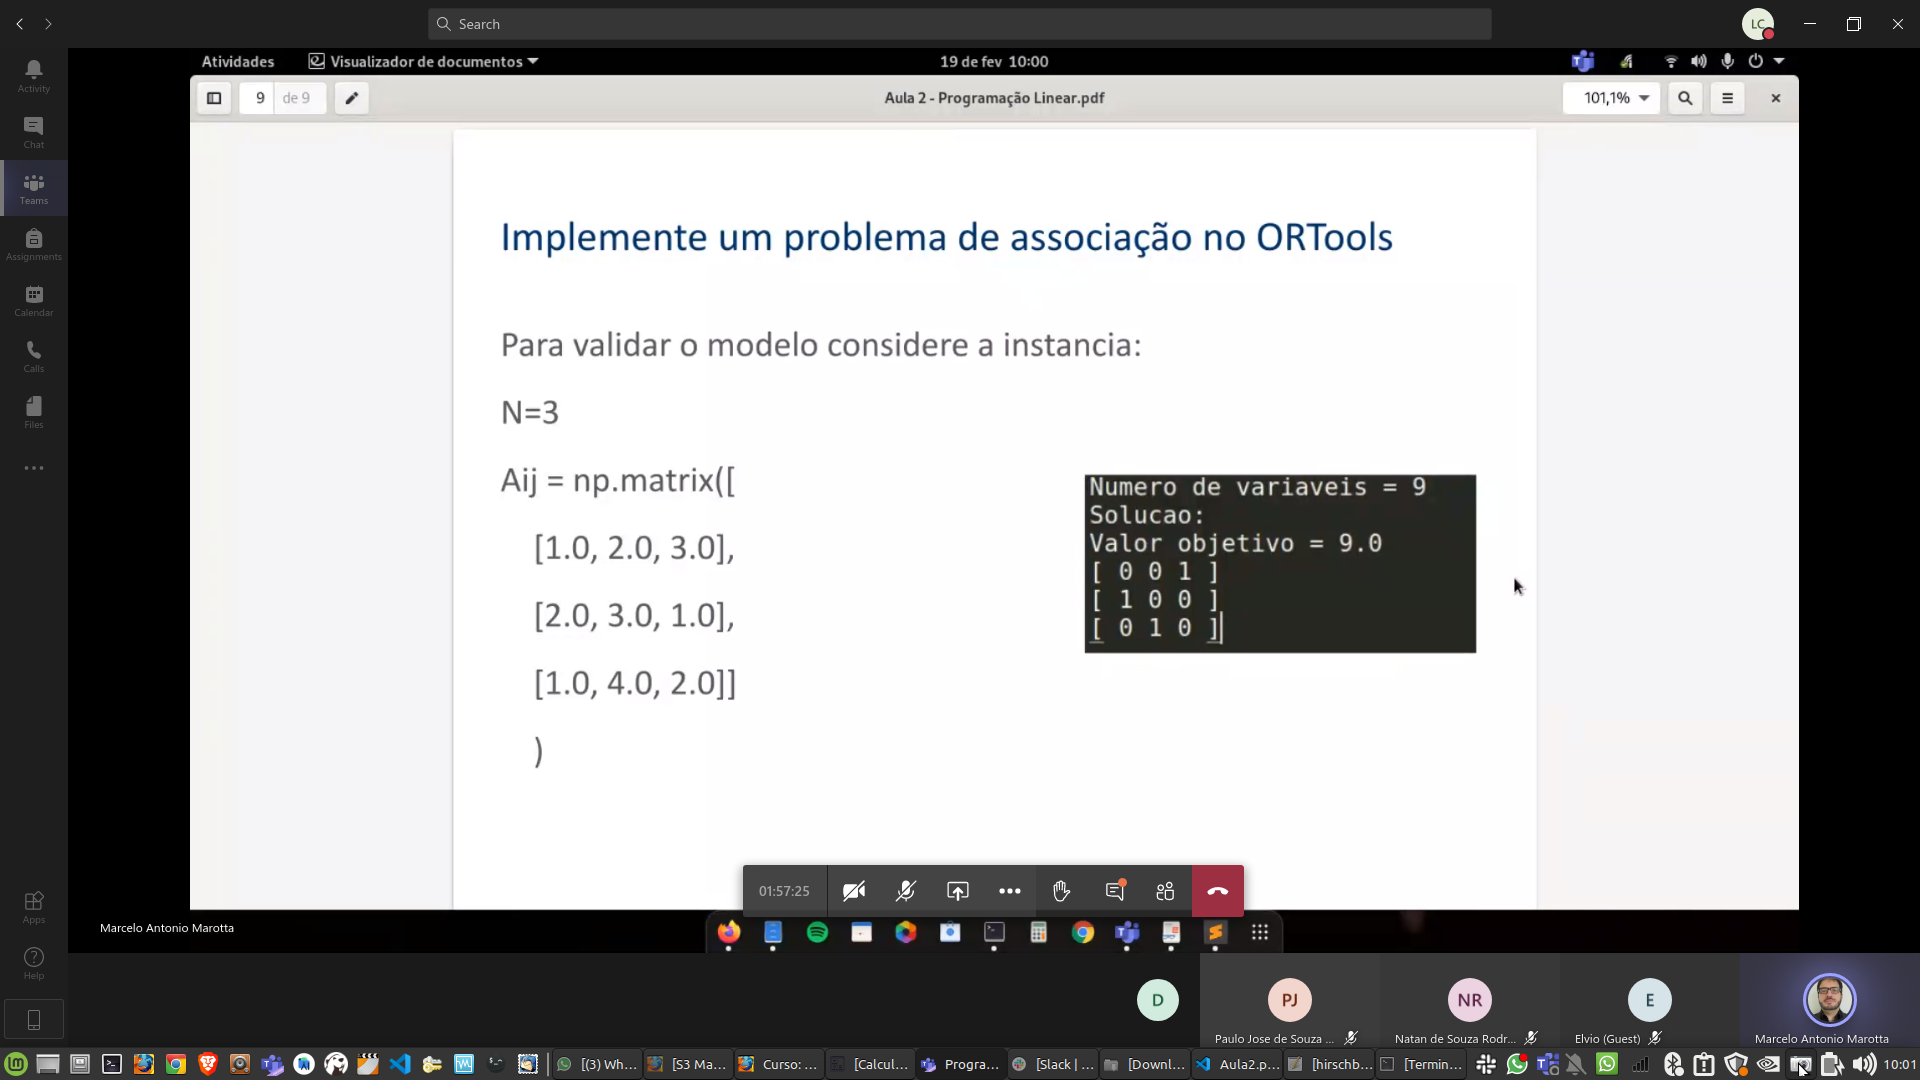 Search
LC
Activity
Chat
Teams
Assignments
Calendar
Calls
Files
Apps
Help
Atividades
Visualizador de documentos
19 de fev 10:00
9
de 9
Aula 2 - Programação Linear.pdf
101,1%
Implemente um problema de associação no ORTools
Para validar o modelo considere a instancia:
N=3
Aij = np.matrix([
[1.0, 2.0, 3.0],
[2.0, 3.0, 1.0],
[1.0, 4.0, 2.0]]
)
Numero de variaveis = 9
Solucao:
Valor objetivo = 9.0
[ 0 0 1 ]
[ 1 0 0 ]
[ 0 1 0 ]
01:57:25
Marcelo Antonio Marotta
D
PJ
NR
E
Paulo Jose de Souza ...
Natan de Souza Rodr...
Elvio (Guest)
Marcelo Antonio Marotta
[(3) Wh...
[S3 Ma...
Curso: ...
[Calcul...
Progra...
[Slack | ...
[Downl...
Aula2.p...
[hirschb...
[Termin...
10:01